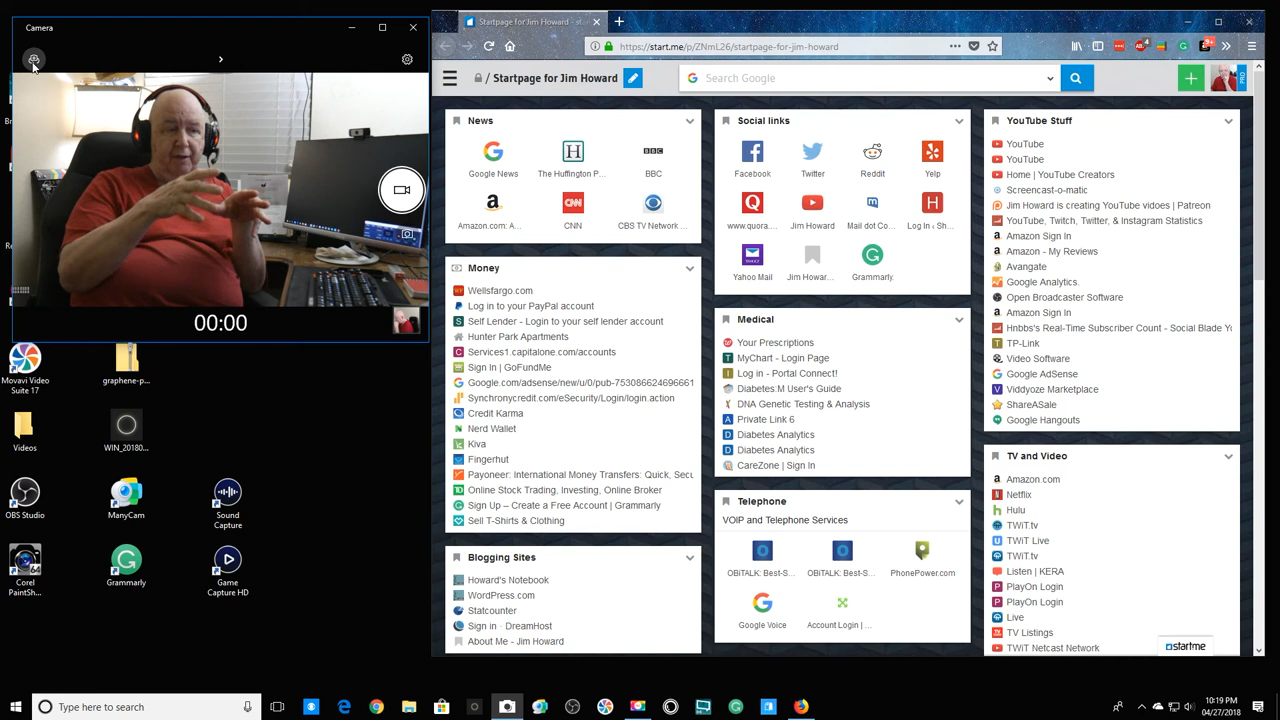 Camera
00:00
Br
Re
Movavi Video
Suite 17
graphene-p...
Videos
WIN_20180...
OBS Studio
ManyCam
Sound
Capture
Corel
PaintSh...
Grammarly
Game
Capture HD
Startpage for Jim Howard - sta
https://start.me/p/ZNmL26/startpage-for-jim-howard
4
9+
/ Startpage for Jim Howard
Search Google
PRO
News
Google News
The Huffington P...
BBC
Amazon.com: A...
CNN
CBS TV Network ...
Money
Wellsfargo.com
Log in to your PayPal account
Self Lender - Login to your self lender account
Hunter Park Apartments
Services1.capitalone.com/accounts
Sign In | GoFundMe
Google.com/adsense/new/u/0/pub-753086624696661
Synchronycredit.com/eSecurity/Login/login.action
Credit Karma
Nerd Wallet
Kiva
Fingerhut
Payoneer: International Money Transfers: Quick, Secu
Online Stock Trading, Investing, Online Broker
Sign Up – Create a Free Account | Grammarly
Sell T-Shirts & Clothing
Blogging Sites
Howard's Notebook
WordPress.com
Statcounter
Sign in · DreamHost
About Me - Jim Howard
Social links
Facebook
Twitter
Reddit
Yelp
www.quora.
Jim Howard
Mail dot Co...
Log In ‹ Sh...
Yahoo Mail
Jim Howar...
Grammarly.
Medical
Your Prescriptions
MyChart - Login Page
Log in - Portal Connect!
Diabetes:M User's Guide
DNA Genetic Testing & Analysis
Private Link 6
Diabetes Analytics
Diabetes Analytics
CareZone | Sign In
Telephone
VOIP and Telephone Services
OBiTALK: Best-S...
OBiTALK: Best-S...
PhonePower.com
Google Voice
Account Login | ...
YouTube Stuff
YouTube
YouTube
Home | YouTube Creators
Screencast-o-matic
Jim Howard is creating YouTube vidoes | Patreon
YouTube, Twitch, Twitter, & Instagram Statistics
Amazon Sign In
Amazon - My Reviews
Avangate
Google Analytics.
Open Broadcaster Software
Amazon Sign In
Hnbbs's Real-Time Subscriber Count - Social Blade Yo
TP-Link
Video Software
Google AdSense
Viddyoze Marketplace
ShareASale
Google Hangouts
TV and Video
Amazon.com
Netflix
Hulu
TWiT.tv
TWiT Live
TWiT.tv
Listen | KERA
PlayOn Login
PlayOn Login
Live
TV Listings
TWiT Netcast Network
startme
Type here to search
10:19 PM
04/27/2018